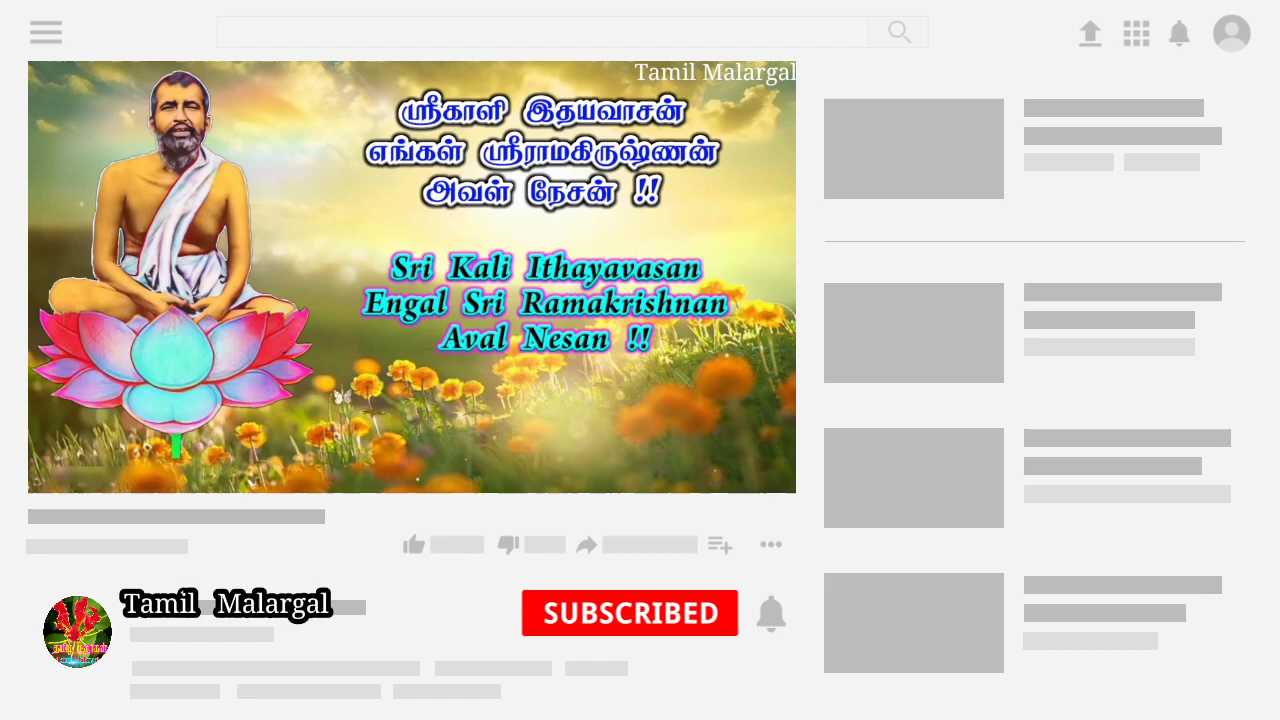 Tamil Malargal
ஸ்ரீகாளி இதயவாசன்
எங்கள் ஸ்ரீராமகிருஷ்ணன்
அவள் நேசன் !!
Sri Kali Ithayavasan
Engal Sri Ramakrishnan
Aval Nesan !!
Tamil Malargal
SUBSCRIBED